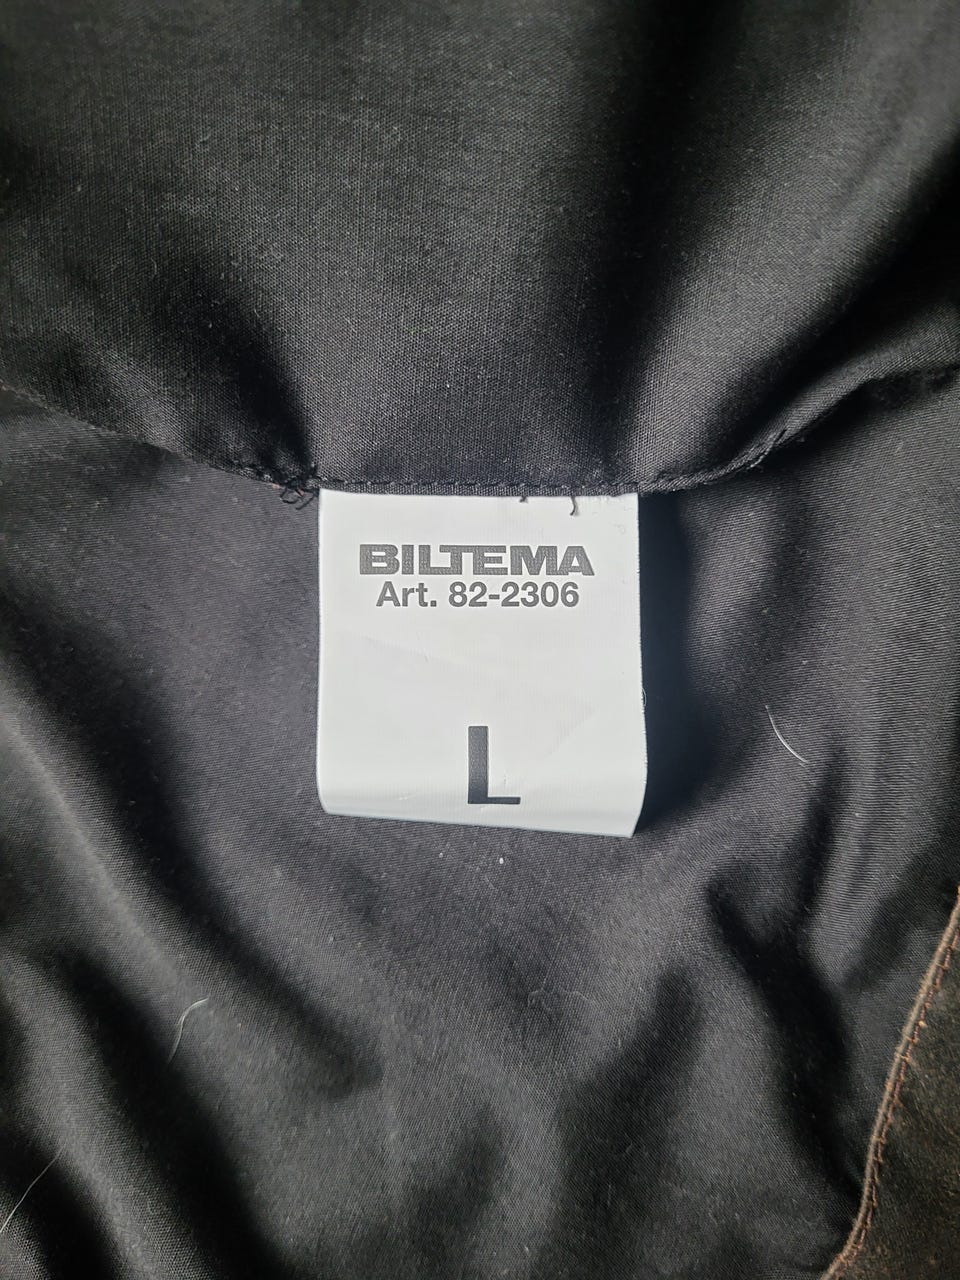 BILTEMA
Art. 82-2306
L